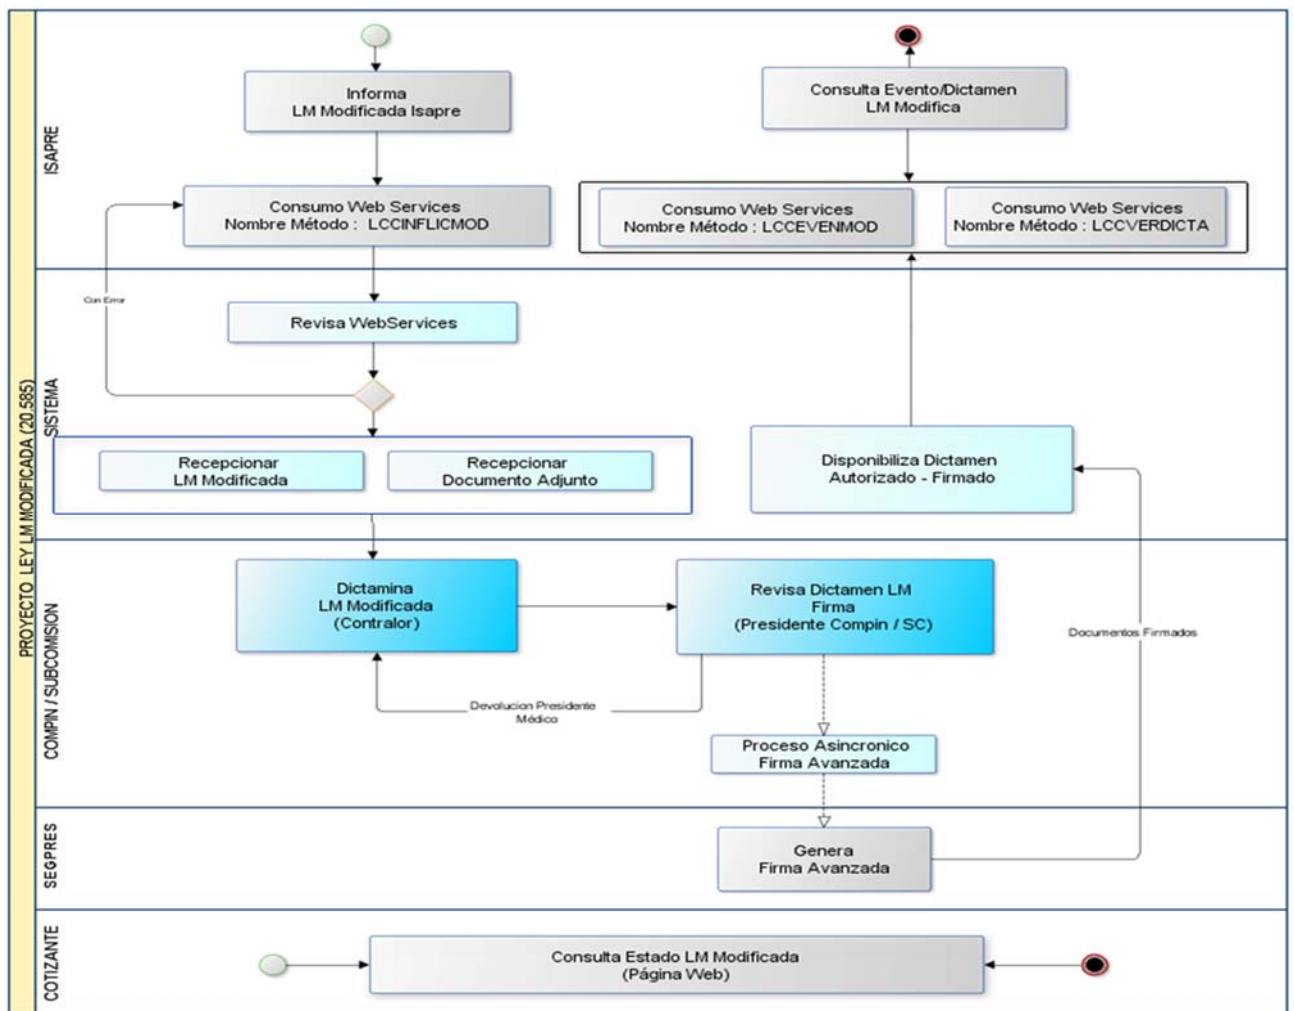 PROYECTO LEY LM MODIFICADA (20.585)
ISAPRE
Informa
LM Modificada Isapre
Consumo Web Services
Nombre Método : LCCINFLICMOD
Consulta Evento/Dictamen
LM Modifica
Consumo Web Services
Nombre Método : LCCEVENMOD
Consumo Web Services
Nombre Método : LCCVERDICTA
SISTEMA
Con Error
Revisa WebServices
Recepcionar
LM Modificada
Recepcionar
Documento Adjunto
Disponibiliza Dictamen
Autorizado - Firmado
COMPIN / SUBCOMISION
Dictamina
LM Modificada
(Contralor)
Revisa Dictamen LM
Firma
(Presidente Compin / SC)
Devolucion Presidente
Médico
Documentos Firmados
Proceso Asincronico
Firma Avanzada
SEGPRES
Genera
Firma Avanzada
COTIZANTE
Consulta Estado LM Modificada
(Página Web)